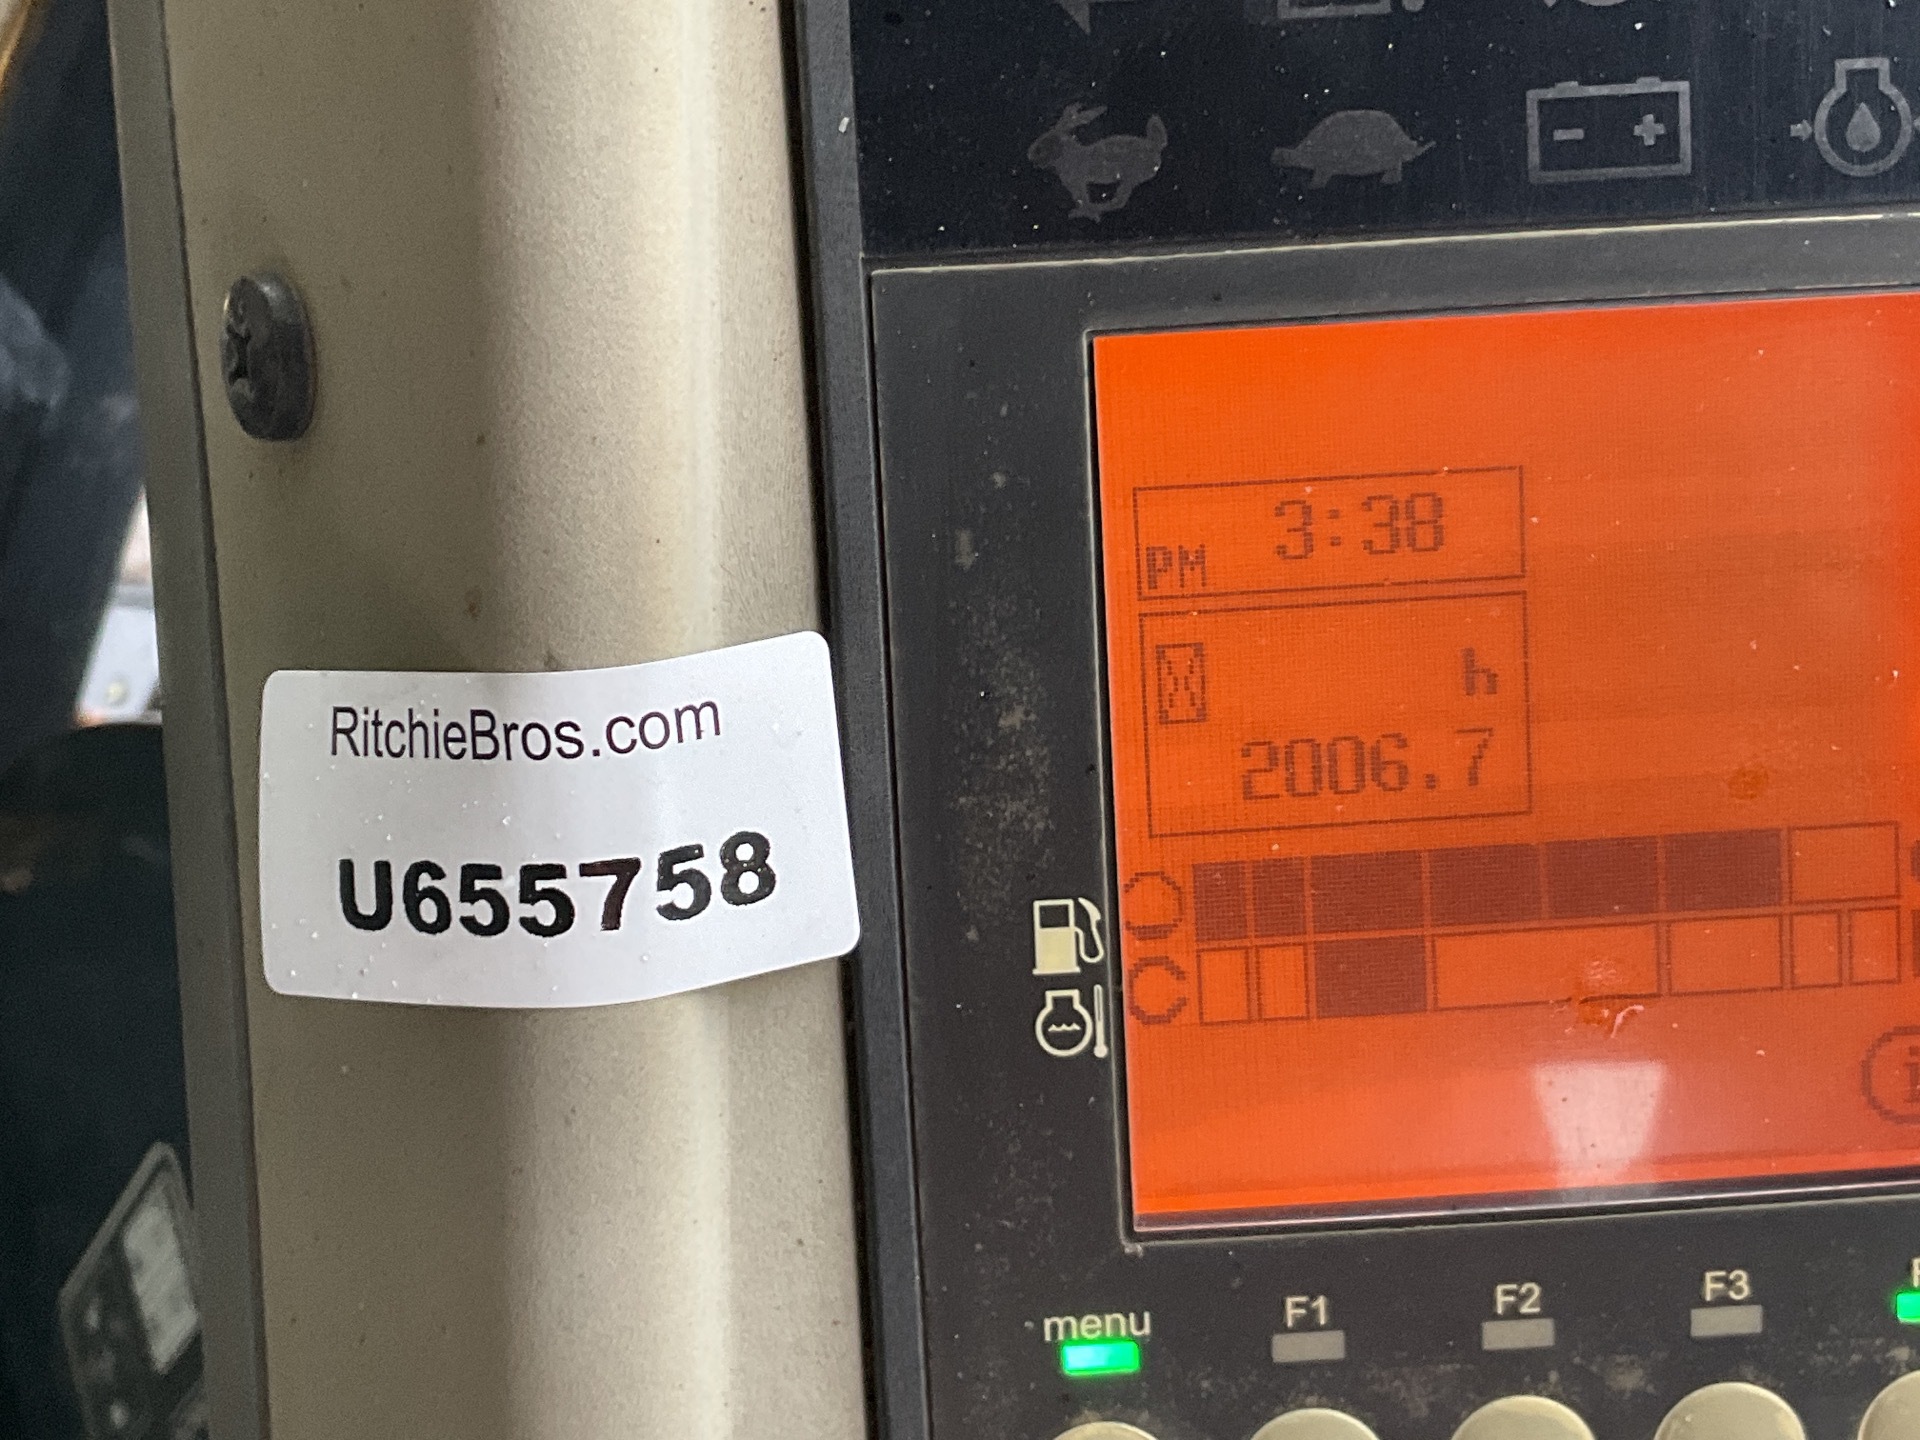 3:38
PM
h
2006.7
RitchieBros.com
U655758
menu
F1
F2
F3